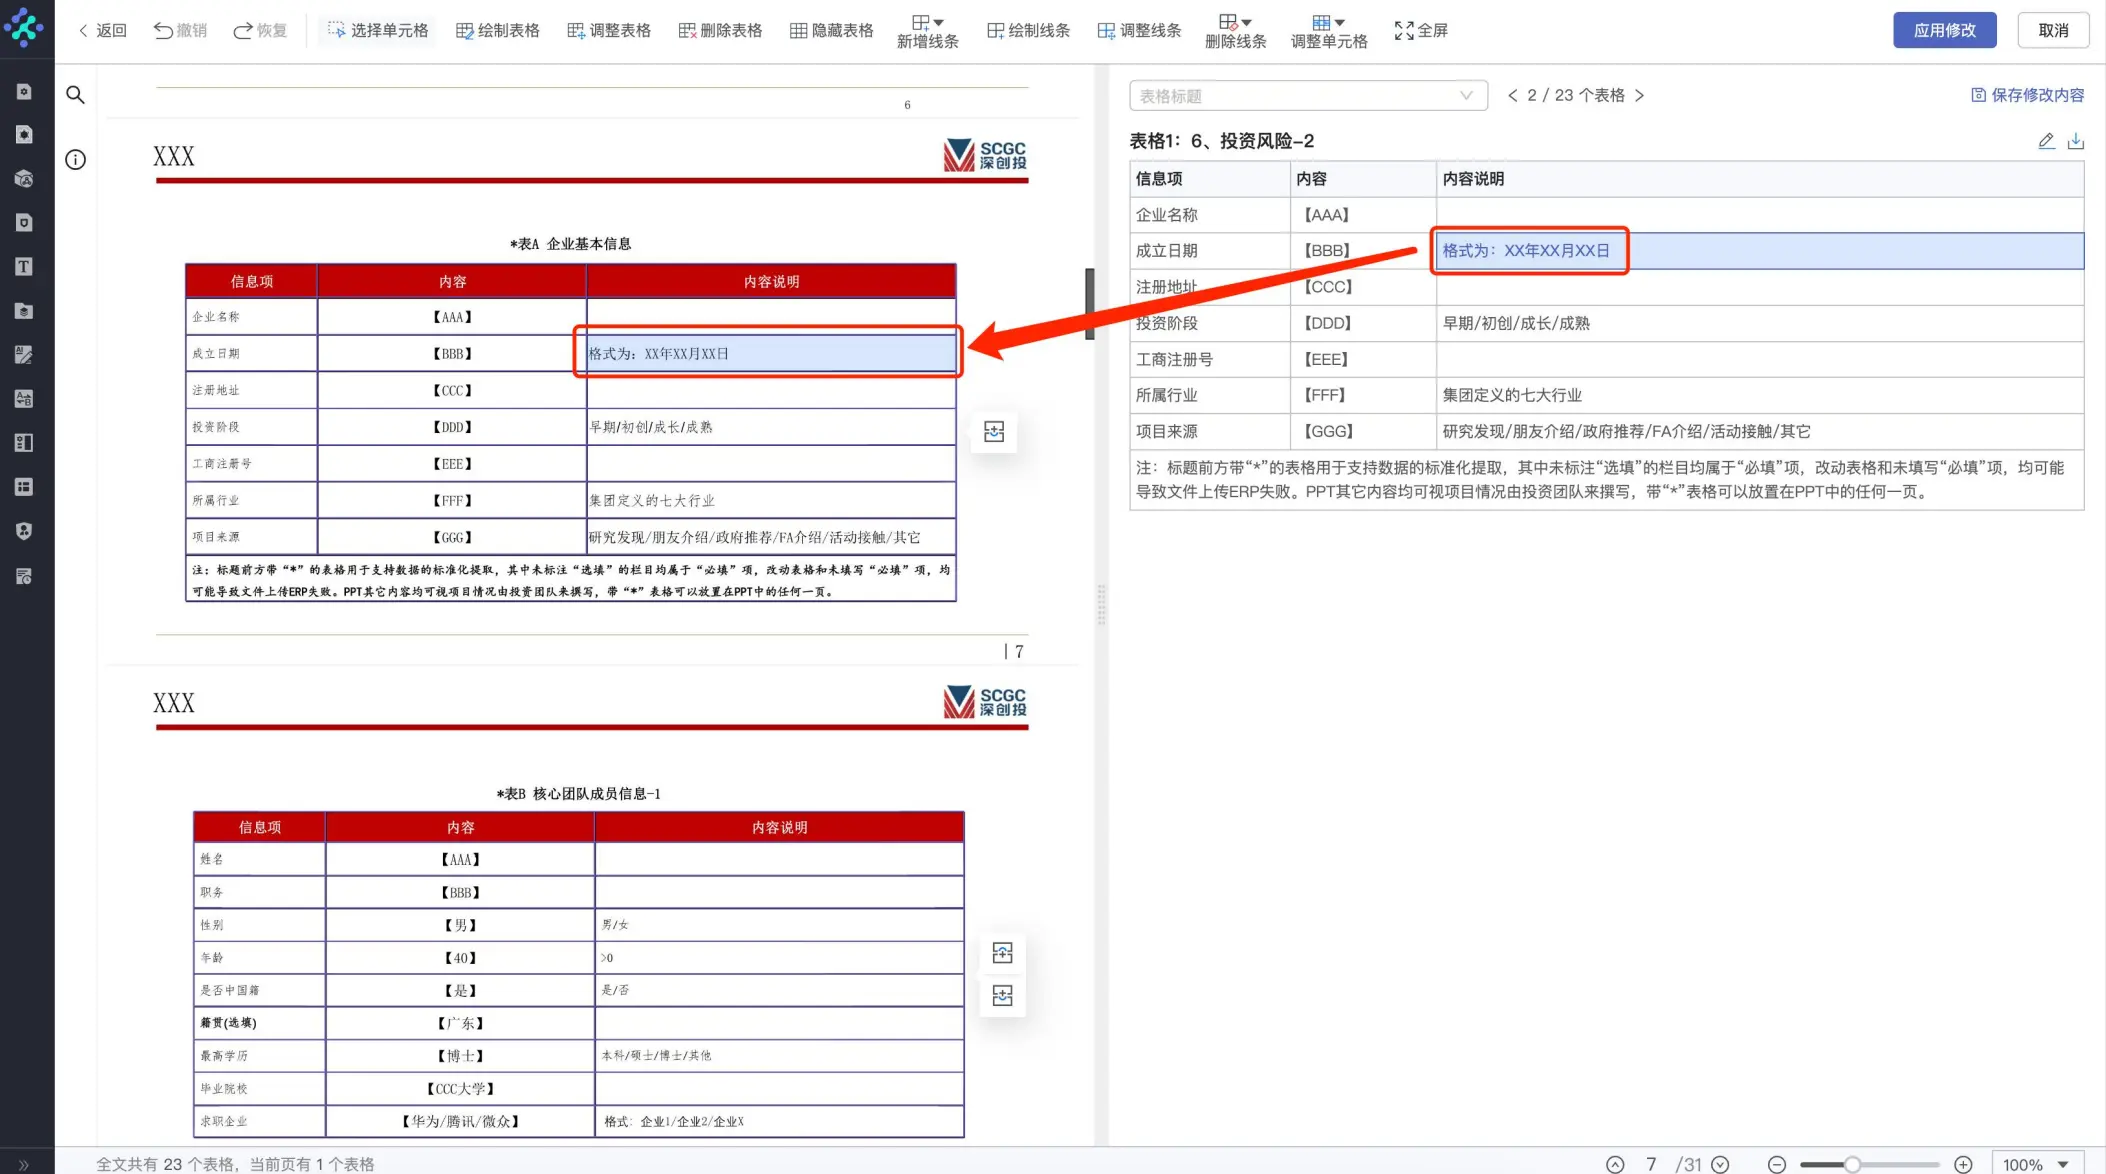 返回
撤销
恢复
选择单元格
绘制表格
调整表格
删除表格
隐藏表格
新增线条
绘制线条
调整线条
删除线条
调整单元格
全屏
应用修改
取消
6
XXX
SCGC
深创投
*表A 企业基本信息
信息项 内容 内容说明
企业名称 【AAA】
成立日期 【BBB】 格式为：XX年XX月XX日
注册地址 【CCC】
投资阶段 【DDD】 早期/初创/成长/成熟
工商注册号 【EEE】
所属行业 【FFF】 集团定义的七大行业
项目来源 【GGG】 研究发现/朋友介绍/政府推荐/FA介绍/活动接触/其它
注：标题前方带“*”的表格用于支持数据的标准化提取，其中未标注“选填”的栏目均属于“必填”项，改动表格和未填写“必填”项，均
可能导致文件上传ERP失败。PPT其它内容均可视项目情况由投资团队来撰写，带“*”表格可以放置在PPT中的任何一页。
| 7
XXX
SCGC
深创投
*表B 核心团队成员信息-1
信息项 内容 内容说明
姓名 【AAA】
职务 【BBB】
性别 【男】 男/女
年龄 【40】 >0
是否中国籍 【是】 是/否
籍贯(选填) 【广东】
最高学历 【博士】 本科/硕士/博士/其他
毕业院校 【CCC大学】
求职企业 【华为/腾讯/微众】 格式：企业1/企业2/企业X
表格标题
2 / 23 个表格
保存修改内容
表格1：6、投资风险-2
信息项 内容 内容说明
企业名称 【AAA】
成立日期 【BBB】 格式为：XX年XX月XX日
注册地址 【CCC】
投资阶段 【DDD】 早期/初创/成长/成熟
工商注册号 【EEE】
所属行业 【FFF】 集团定义的七大行业
项目来源 【GGG】 研究发现/朋友介绍/政府推荐/FA介绍/活动接触/其它
注：标题前方带“*”的表格用于支持数据的标准化提取，其中未标注“选填”的栏目均属于“必填”项，改动表格和未填写“必填”项，均可能
导致文件上传ERP失败。PPT其它内容均可视项目情况由投资团队来撰写，带“*”表格可以放置在PPT中的任何一页。
全文共有 23 个表格，当前页有 1 个表格
7 /31
100%